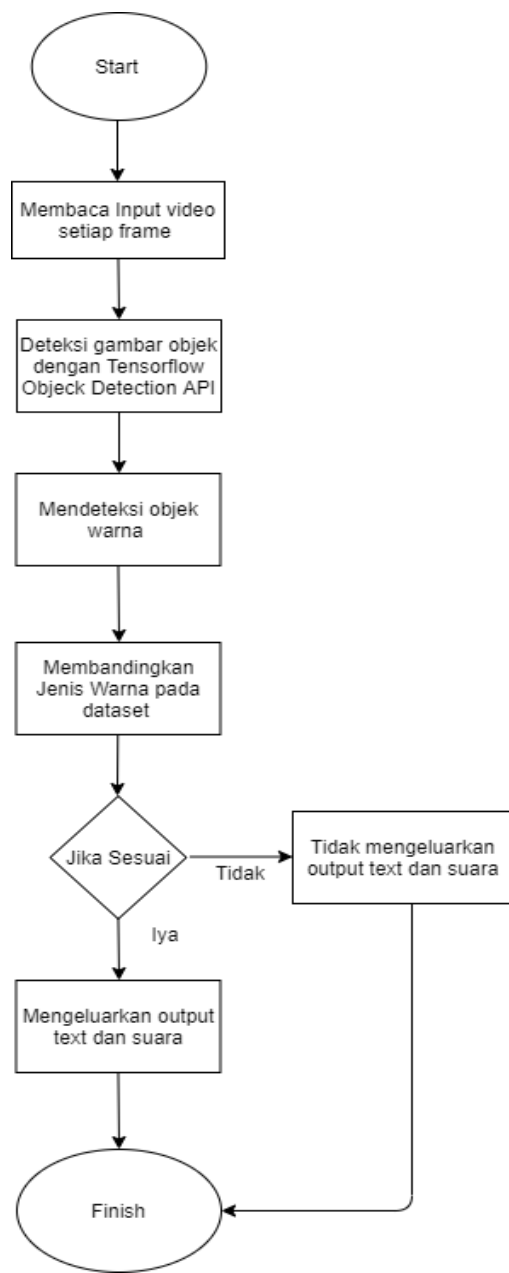 Start
Membaca Input video
setiap frame
Deteksi gambar objek
dengan Tensorflow
Objeck Detection API
Mendeteksi objek
warna
Membandingkan
Jenis Warna pada
dataset
Jika Sesuai
Tidak
Tidak mengeluarkan
output text dan suara
Iya
Mengeluarkan output
text dan suara
Finish